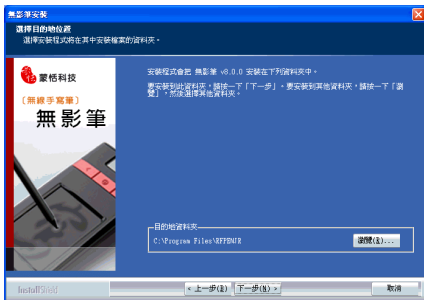 無影筆安裝
選擇目的地位置
選擇安裝程式將在其中安裝檔案的資料夾。
蒙恬科技
〔無線手寫筆〕
無影筆
安裝程式會把 無影筆 v8.0.0 安裝在下列資料夾中。
要安裝到此資料夾，請按一下「下一步」。要安裝到其他資料夾，請按一下「瀏
覽」，然後選擇其他資料夾。
目的地資料夾
C:\Program Files\RFPENJR
瀏覽(R)...
InstallShield
< 上一步(B)
下一步(N) >
取消